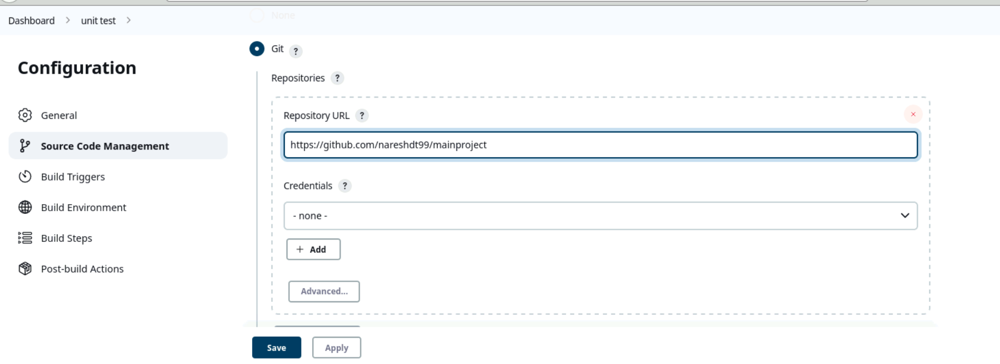 Dashboard > unit test >
None
Git ?
Configuration
Repositories ?
General
Repository URL ?
Source Code Management
https://github.com/nareshdt99/mainproject
Build Triggers
Credentials ?
Build Environment
- none -
Build Steps
+ Add
Post-build Actions
Advanced...
Save
Apply